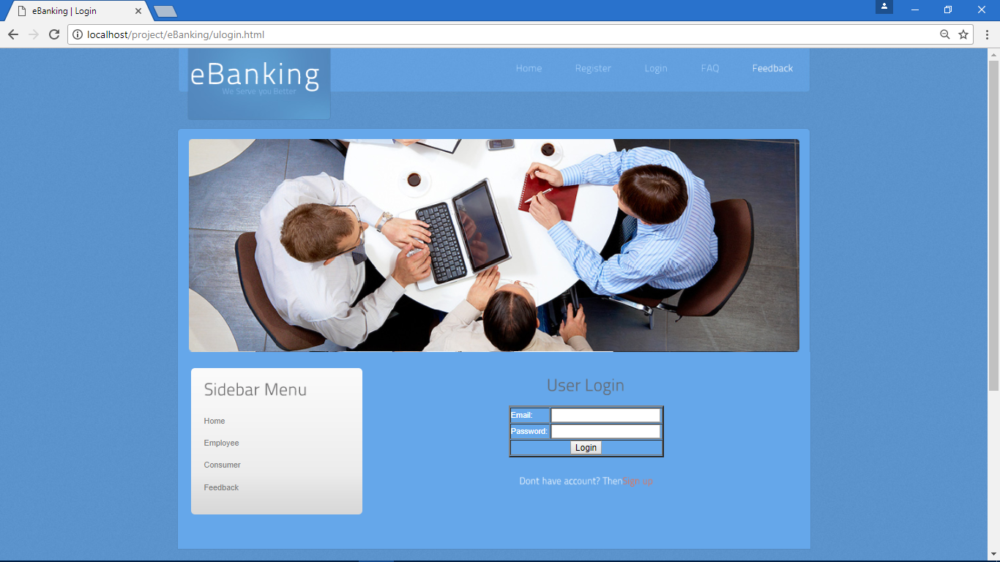 eBanking | Login
localhost/project/eBanking/ulogin.html
eBanking
We Serve you Better
Home Register Login FAQ Feedback
Sidebar Menu
Home
Employee
Consumer
Feedback
User Login
Email:
Password:
Login
Dont have account? ThenSign up